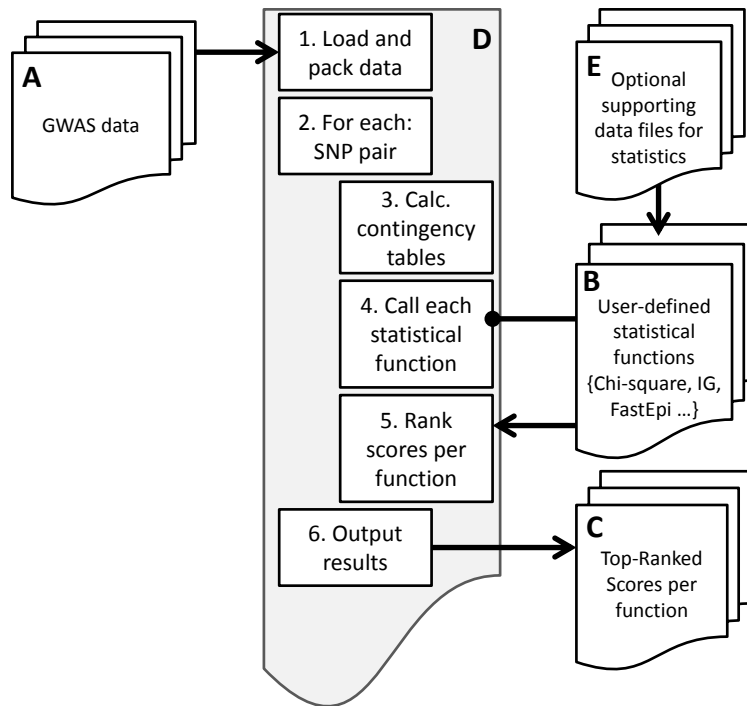 A
GWAS data
D
1. Load and
pack data
2. For each:
SNP pair
3. Calc.
contingency
tables
4. Call each
statistical
function
5. Rank
scores per
function
6. Output
results
E
Optional
supporting
data files for
statistics
B
User-defined
statistical
functions
{Chi-square, IG,
FastEpi ...}
C
Top-Ranked
Scores per
function